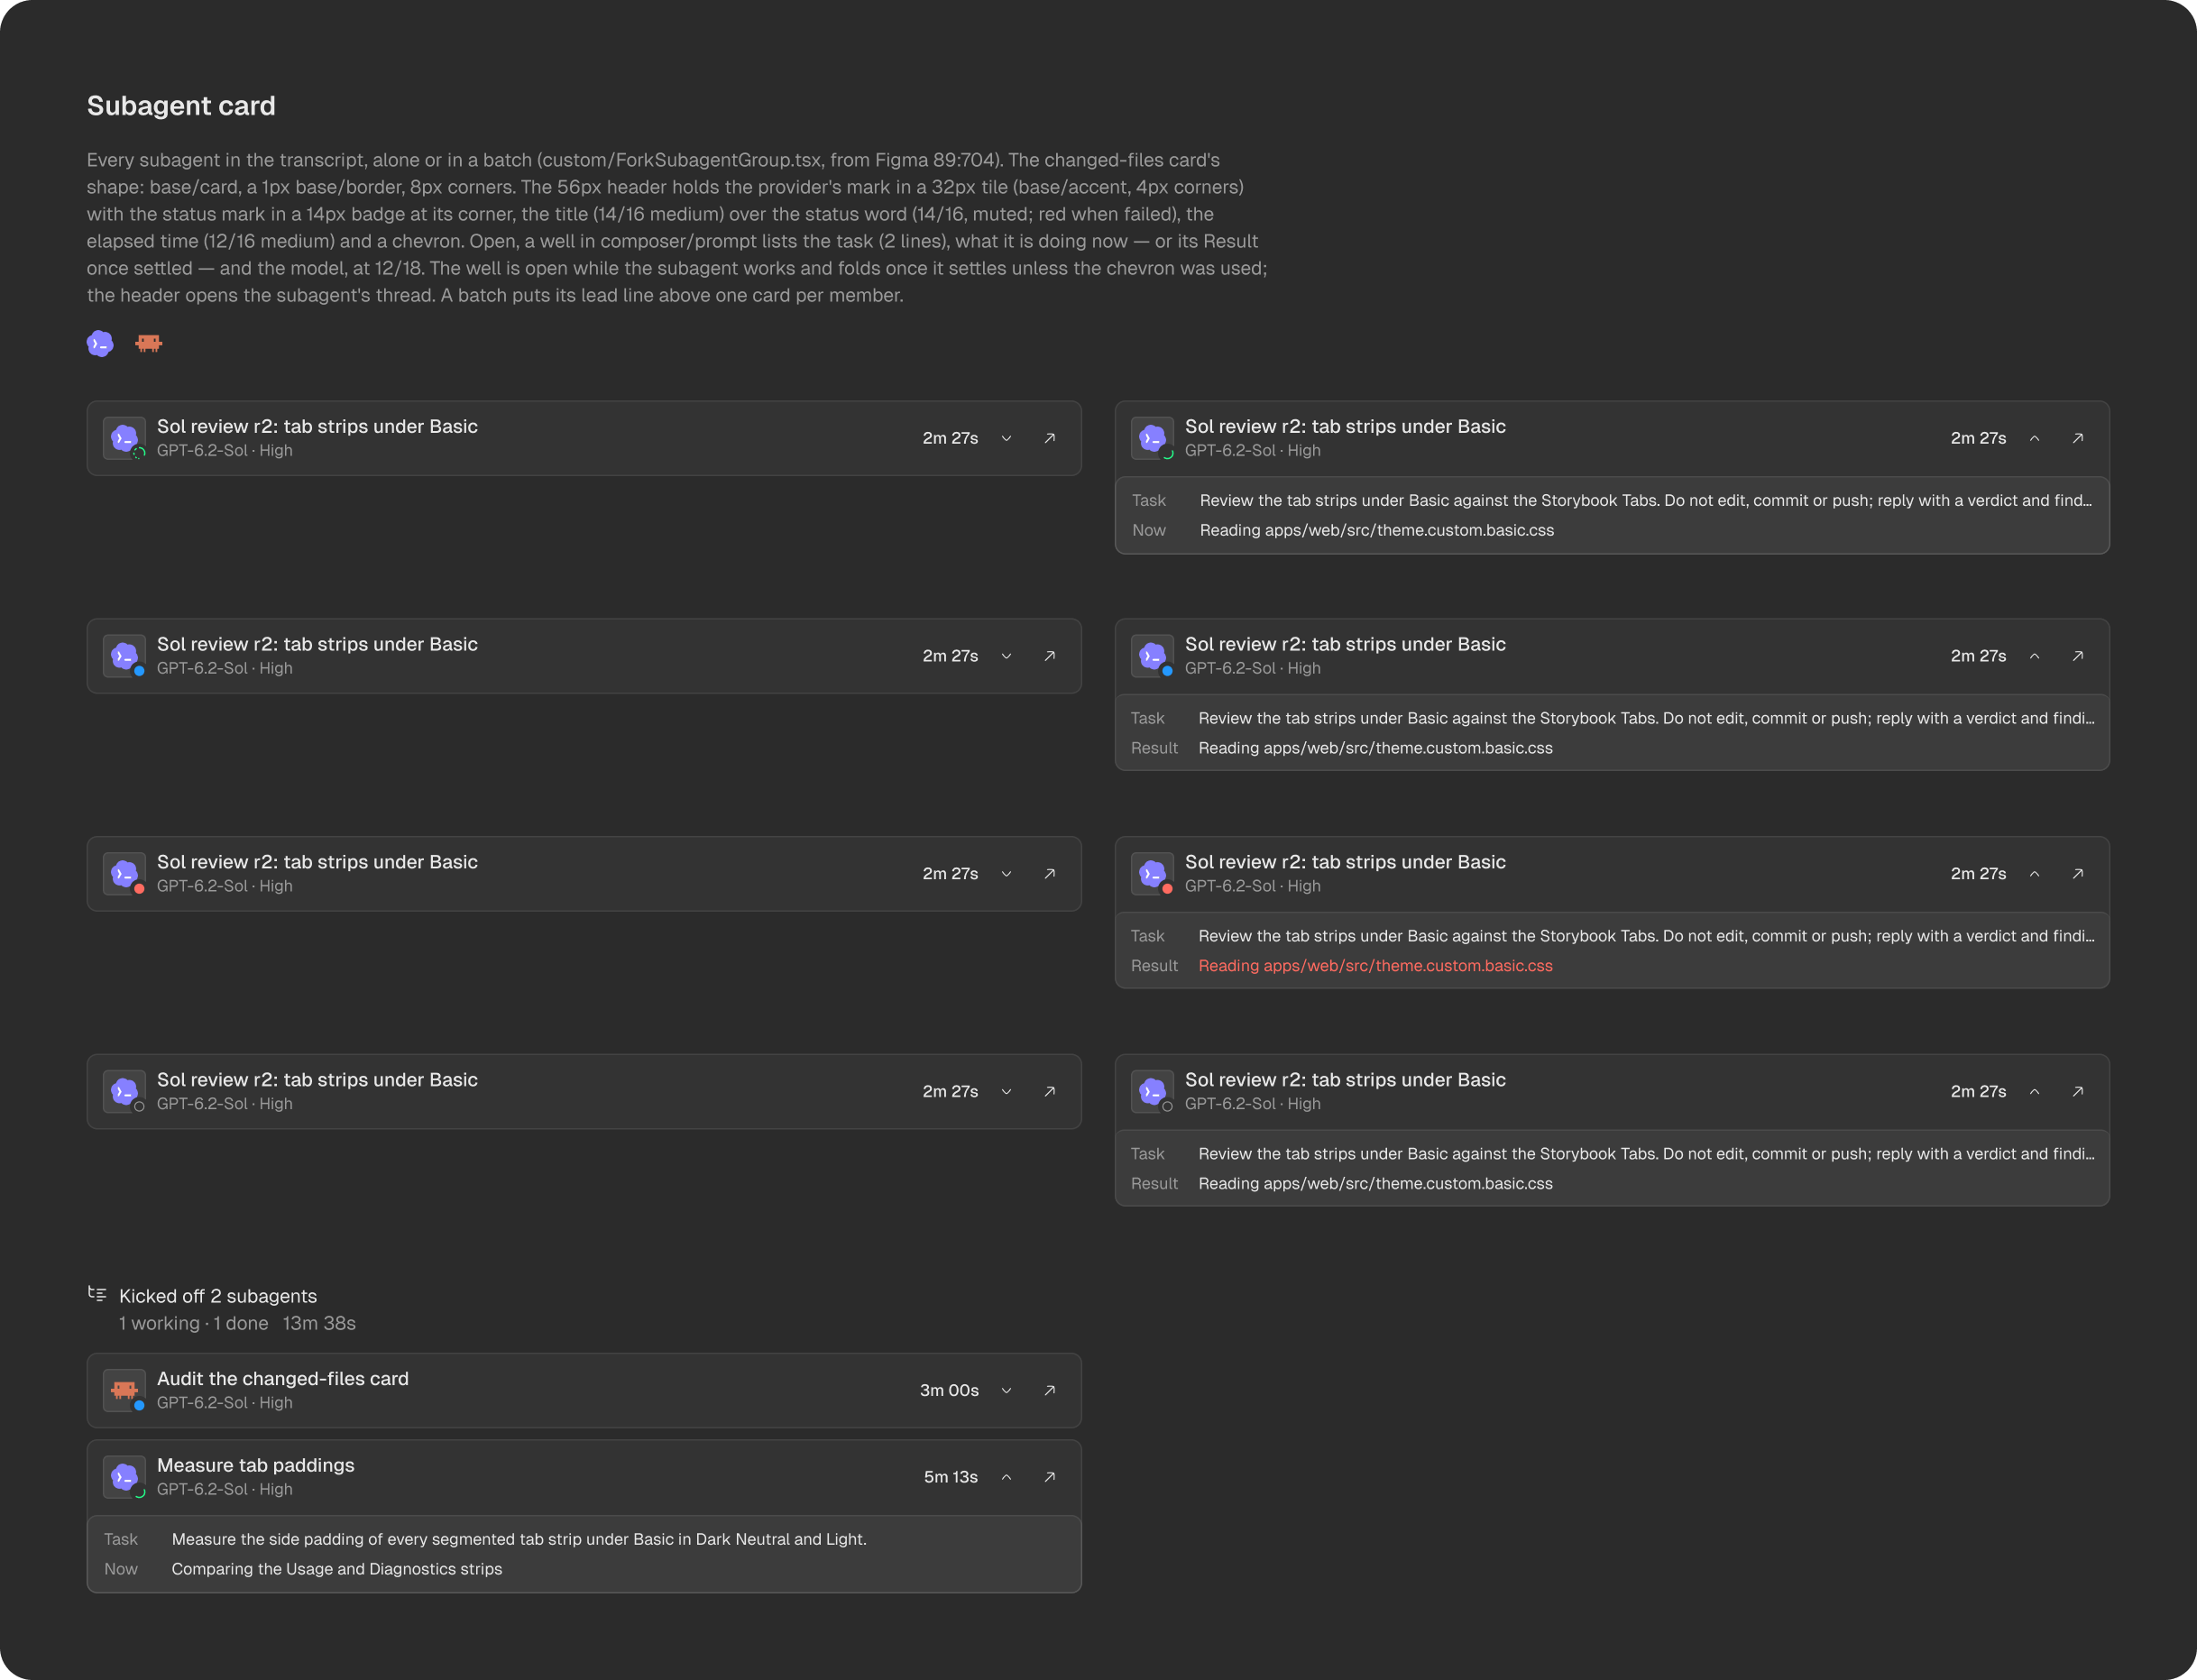 Subagent card
Every subagent in the transcript, alone or in a batch (custom/ForkSubagentGroup.tsx, from Figma 89:704). The changed-files card's
shape: base/card, a 1px base/border, 8px corners. The 56px header holds the provider's mark in a 32px tile (base/accent, 4px corners)
with the status mark in a 14px badge at its corner, the title (14/16 medium) over the status word (14/16, muted; red when failed), the
elapsed time (12/16 medium) and a chevron. Open, a well in composer/prompt lists the task (2 lines), what it is doing now — or its Result
once settled — and the model, at 12/18. The well is open while the subagent works and folds once it settles unless the chevron was used;
the header opens the subagent's thread. A batch puts its lead line above one card per member.
Sol review r2: tab strips under Basic
GPT-6.2-Sol · High
2m 27s
Sol review r2: tab strips under Basic
GPT-6.2-Sol · High
2m 27s
Task Review the tab strips under Basic against the Storybook Tabs. Do not edit, commit or push; reply with a verdict and find...
Now Reading apps/web/src/theme.custom.basic.css
Sol review r2: tab strips under Basic
GPT-6.2-Sol · High
2m 27s
Sol review r2: tab strips under Basic
GPT-6.2-Sol · High
2m 27s
Task Review the tab strips under Basic against the Storybook Tabs. Do not edit, commit or push; reply with a verdict and findi...
Result Reading apps/web/src/theme.custom.basic.css
Sol review r2: tab strips under Basic
GPT-6.2-Sol · High
2m 27s
Sol review r2: tab strips under Basic
GPT-6.2-Sol · High
2m 27s
Task Review the tab strips under Basic against the Storybook Tabs. Do not edit, commit or push; reply with a verdict and findi...
Result Reading apps/web/src/theme.custom.basic.css
Sol review r2: tab strips under Basic
GPT-6.2-Sol · High
2m 27s
Sol review r2: tab strips under Basic
GPT-6.2-Sol · High
2m 27s
Task Review the tab strips under Basic against the Storybook Tabs. Do not edit, commit or push; reply with a verdict and findi...
Result Reading apps/web/src/theme.custom.basic.css
Kicked off 2 subagents
1 working · 1 done 13m 38s
Audit the changed-files card
GPT-6.2-Sol · High
3m 00s
Measure tab paddings
GPT-6.2-Sol · High
5m 13s
Task Measure the side padding of every segmented tab strip under Basic in Dark Neutral and Light.
Now Comparing the Usage and Diagnostics strips